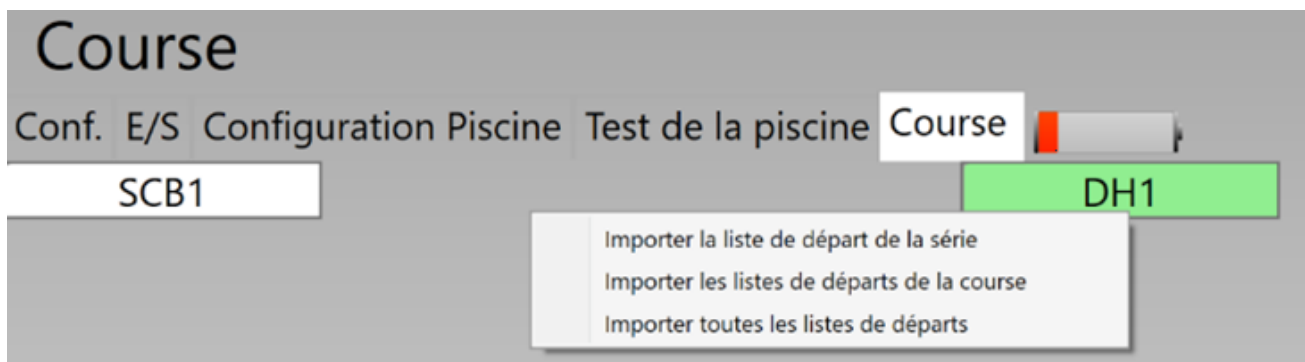 Course
Conf. E/S Configuration Piscine Test de la piscine Course
SCB1 DH1
Importer la liste de départ de la série
Importer les listes de départs de la course
Importer toutes les listes de départs